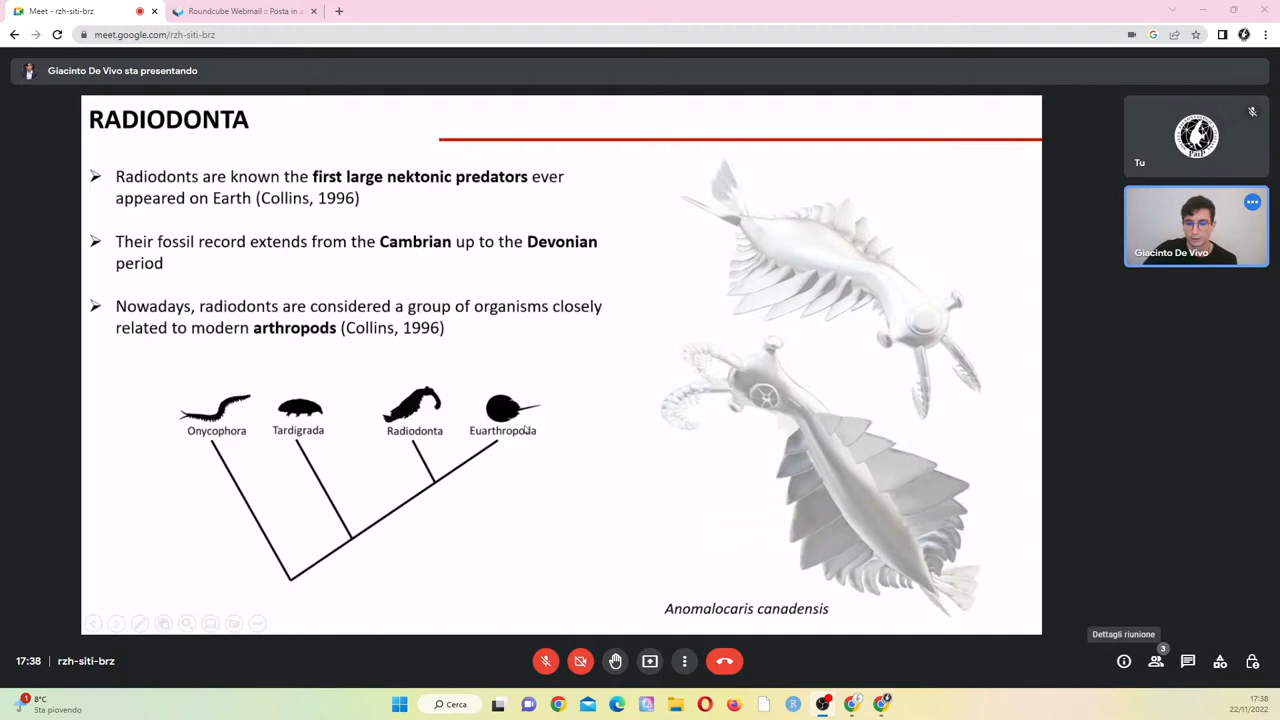 Meet - rzh-siti-brz
Roundcube Webmail :: Posta in a
meet.google.com/rzh-siti-brz
Giacinto De Vivo sta presentando
RADIODONTA
Radiodonts are known the first large nektonic predators ever
appeared on Earth (Collins, 1996)
Their fossil record extends from the Cambrian up to the Devonian
period
Nowadays, radiodonts are considered a group of organisms closely
related to modern arthropods (Collins, 1996)
Onychophora
Tardigrada
Radiodonta
Euarthropoda
Anomalocaris canadensis
Tu
Giacinto De Vivo
Dettagli riunione
17:38
rzh-siti-brz
3
1
8°C
Sta piovendo
Cerca
17:38
22/11/2022